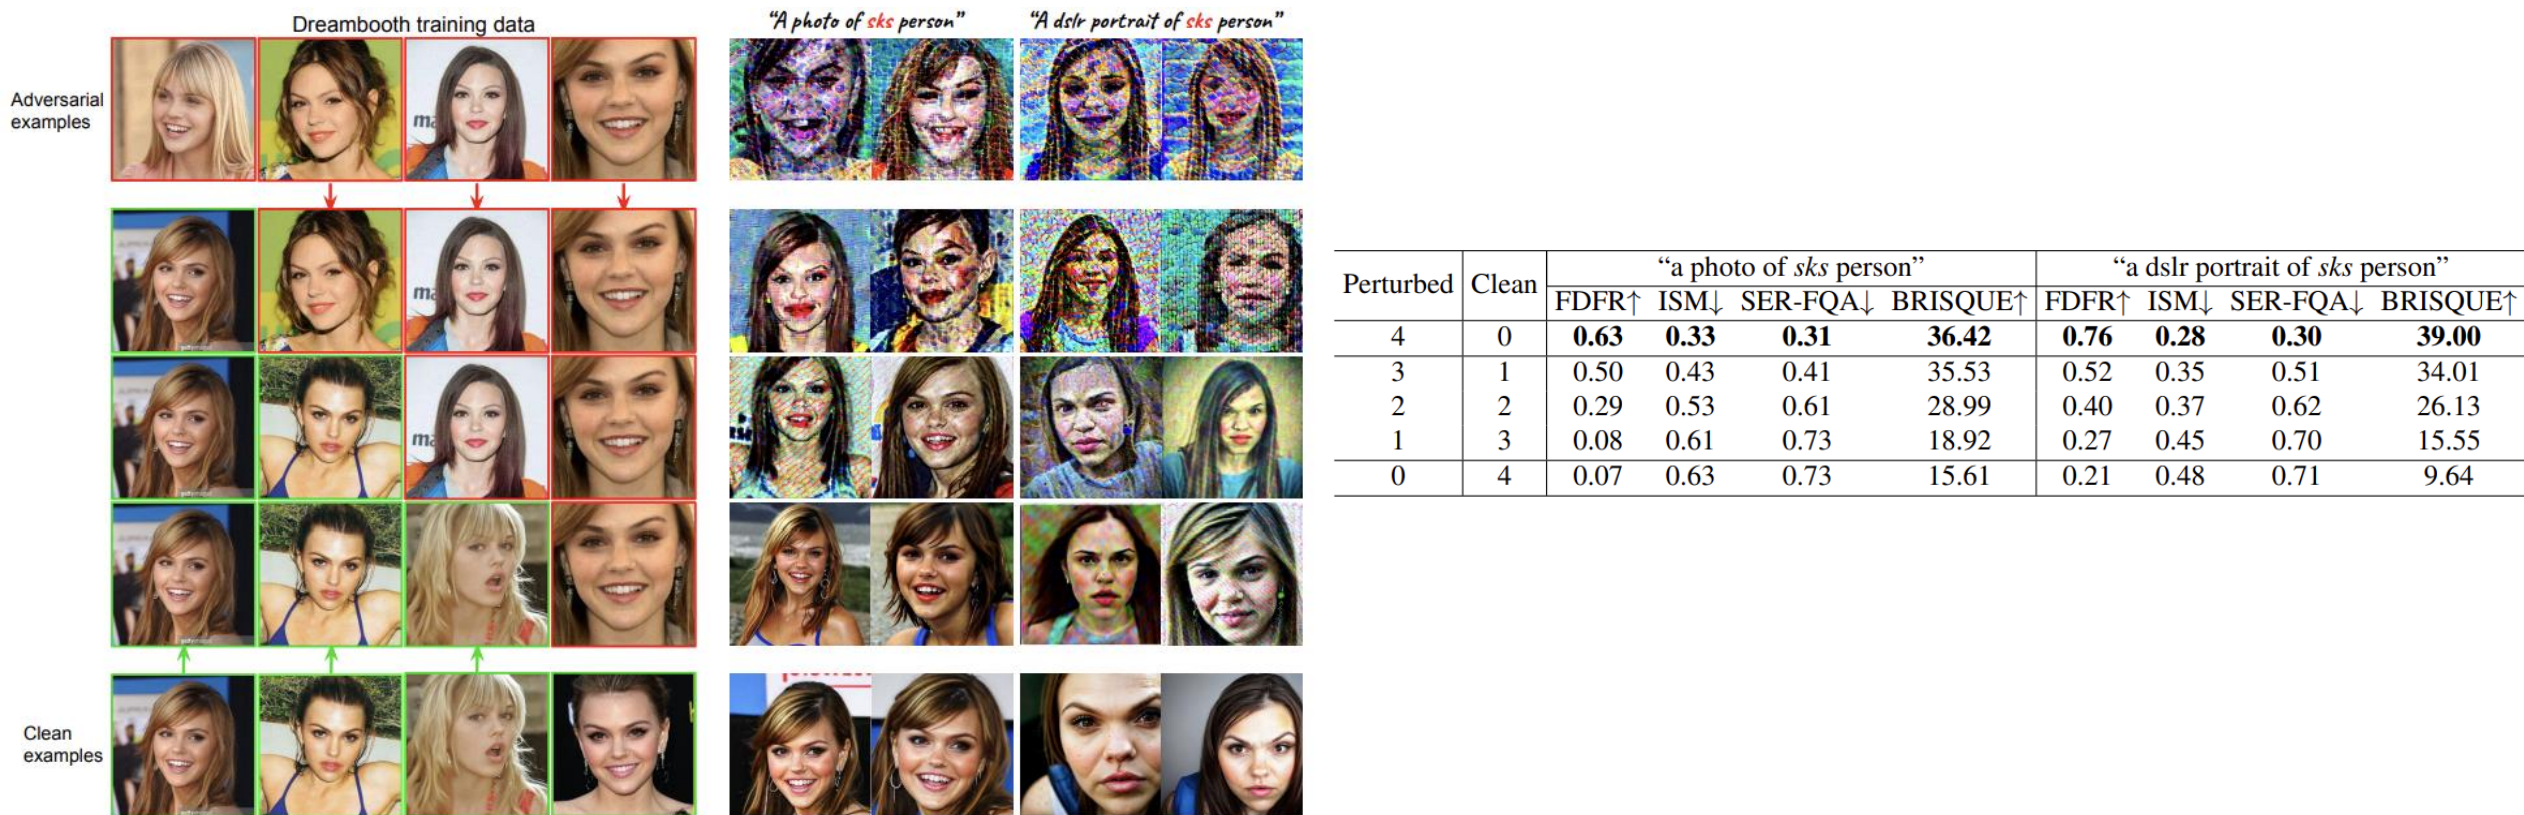 Dreambooth training data
"A photo of sks person"
"A dslr portrait of sks person"
Adversarial
examples
ma
ma
ma
Clean
examples
Perturbed Clean "a photo of sks person" "a dslr portrait of sks person"
FDFR↑ ISM↓ SER-FQA↓ BRISQUE↑ FDFR↑ ISM↓ SER-FQA↓ BRISQUE↑
4 0 0.63 0.33 0.31 36.42 0.76 0.28 0.30 39.00
3 1 0.50 0.43 0.41 35.53 0.52 0.35 0.51 34.01
2 2 0.29 0.53 0.61 28.99 0.40 0.37 0.62 26.13
1 3 0.08 0.61 0.73 18.92 0.27 0.45 0.70 15.55
0 4 0.07 0.63 0.73 15.61 0.21 0.48 0.71 9.64